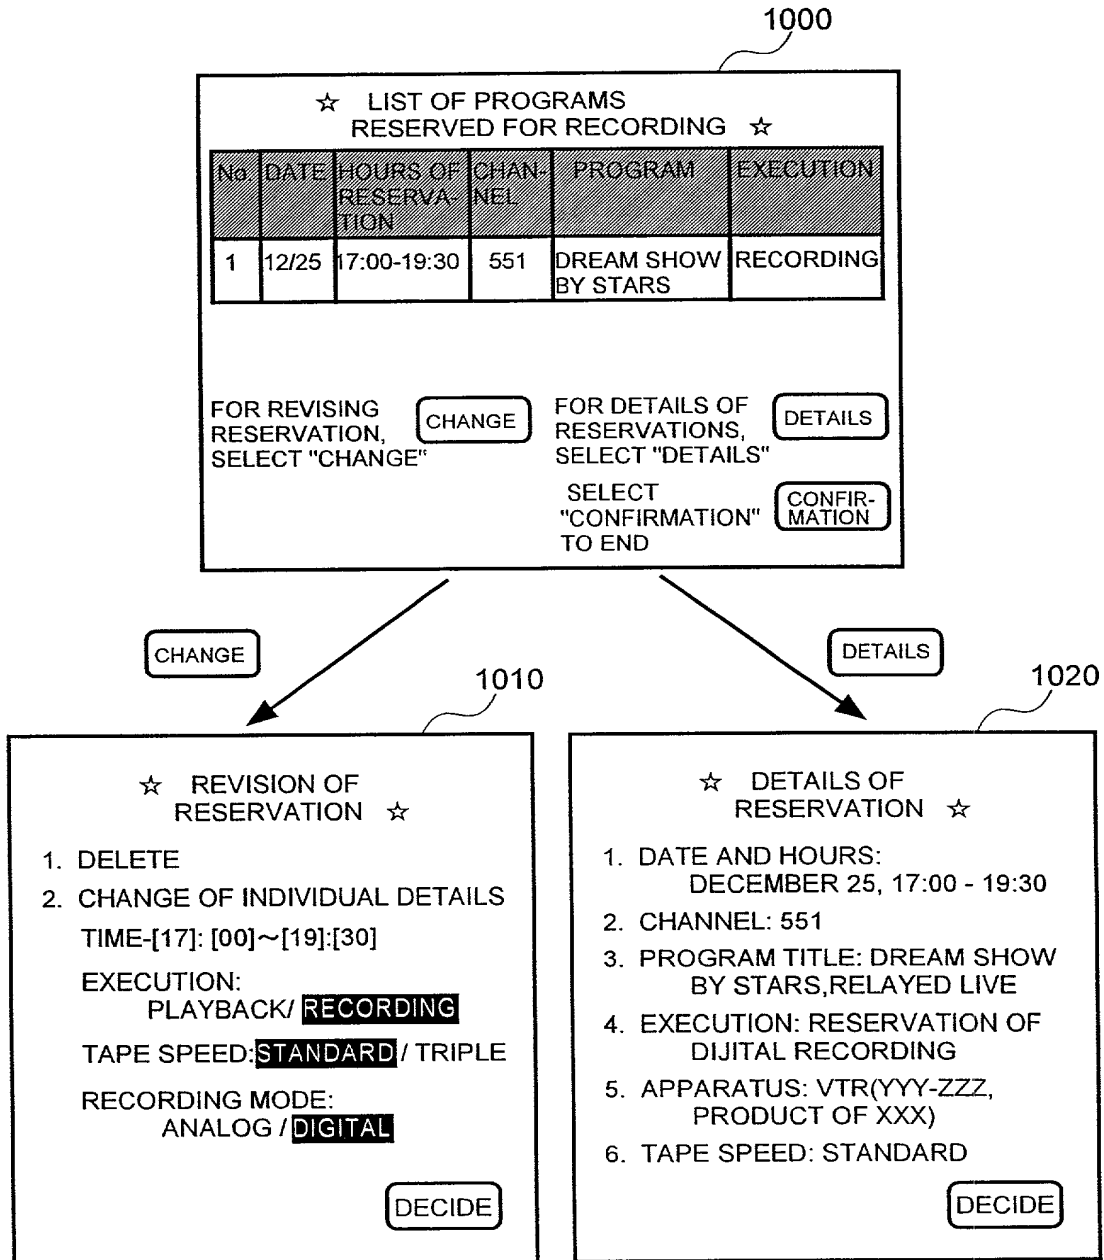 1000
☆ LIST OF PROGRAMS
RESERVED FOR RECORDING ☆
No. DATE HOURS OF RESERVA- TION CHAN- NEL PROGRAM EXECUTION
1 12/25 17:00-19:30 551 DREAM SHOW BY STARS RECORDING
FOR REVISING
RESERVATION,
SELECT "CHANGE"
CHANGE
FOR DETAILS OF
RESERVATIONS,
SELECT "DETAILS"
DETAILS
SELECT
"CONFIRMATION"
TO END
CONFIR-
MATION
CHANGE
DETAILS
1010
☆ REVISION OF
RESERVATION ☆
1. DELETE
2. CHANGE OF INDIVIDUAL DETAILS
TIME-[17]: [00]～[19]:[30]
EXECUTION:
PLAYBACK/ RECORDING
TAPE SPEED:STANDARD / TRIPLE
RECORDING MODE:
ANALOG / DIGITAL
DECIDE
1020
☆ DETAILS OF
RESERVATION ☆
1. DATE AND HOURS:
DECEMBER 25, 17:00 - 19:30
2. CHANNEL: 551
3. PROGRAM TITLE: DREAM SHOW
BY STARS,RELAYED LIVE
4. EXECUTION: RESERVATION OF
DIJITAL RECORDING
5. APPARATUS: VTR(YYY-ZZZ,
PRODUCT OF XXX)
6. TAPE SPEED: STANDARD
DECIDE